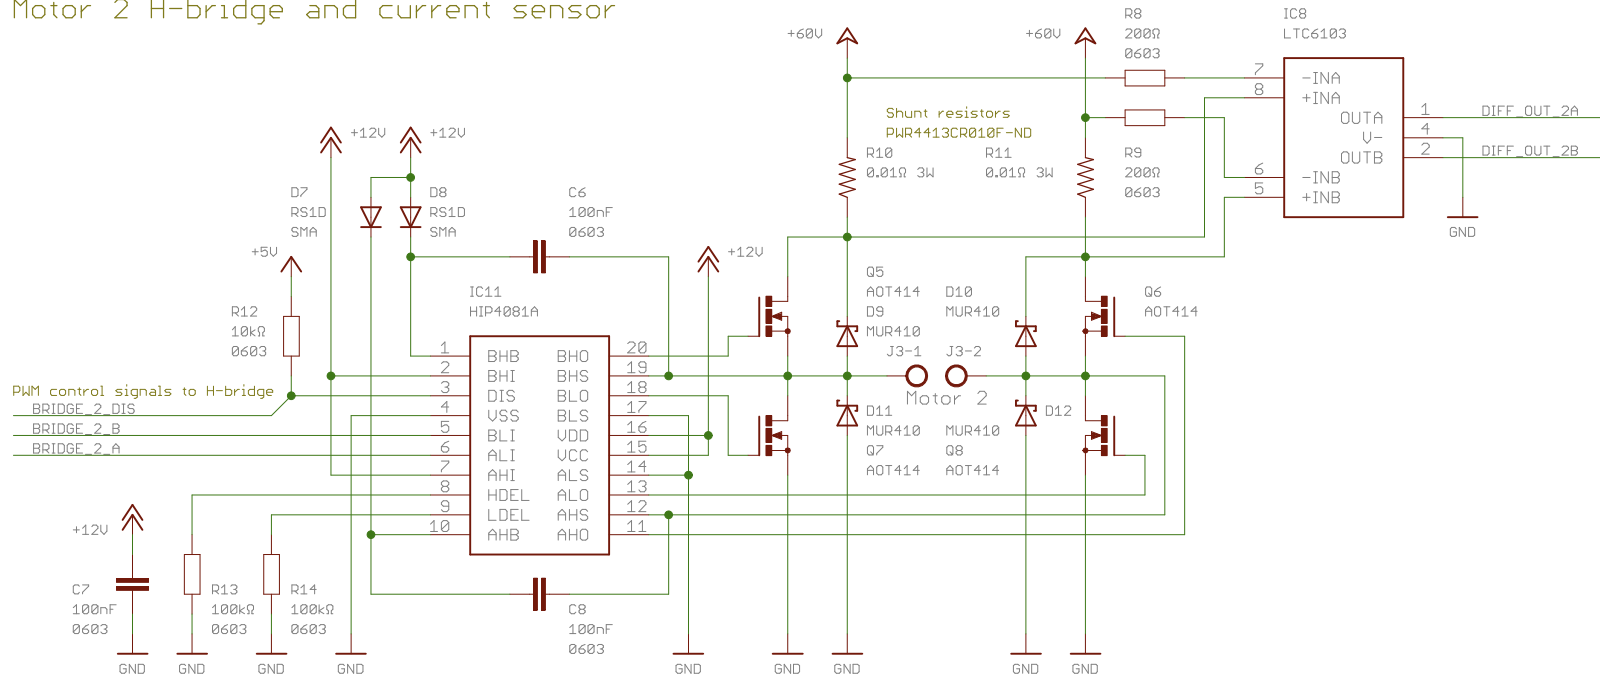 Motor 2 H-bridge and current sensor
+60V
+60V
R8
200Ω
0603
IC8
LTC6103
7
8
6
5
-INA
+INA
-INB
+INB
OUTA
V-
OUTB
1
4
2
DIFF_OUT_2A
DIFF_OUT_2B
GND
Shunt resistors
PWR4413CR010F-ND
R10
0.01Ω 3W
R11
0.01Ω 3W
R9
200Ω
0603
+12V
+12V
D7
RS1D
SMA
D8
RS1D
SMA
C6
100nF
0603
+5V
+12V
R12
10kΩ
0603
IC11
HIP4081A
Q5
AOT414
D9
MUR410
D10
MUR410
Q6
AOT414
J3-1
J3-2
Motor 2
D11
MUR410
Q7
AOT414
D12
MUR410
Q8
AOT414
PWM control signals to H-bridge
BRIDGE_2_DIS
BRIDGE_2_B
BRIDGE_2_A
1 BHB BHO 20
2 BHI BHS 19
3 DIS BLO 18
4 VSS BLS 17
5 BLI VDD 16
6 ALI VCC 15
7 AHI ALS 14
8 HDEL ALO 13
9 LDEL AHS 12
10 AHB AHO 11
+12V
C7
100nF
0603
R13
100kΩ
0603
R14
100kΩ
0603
C8
100nF
0603
GND
GND
GND
GND
GND
GND
GND
GND
GND